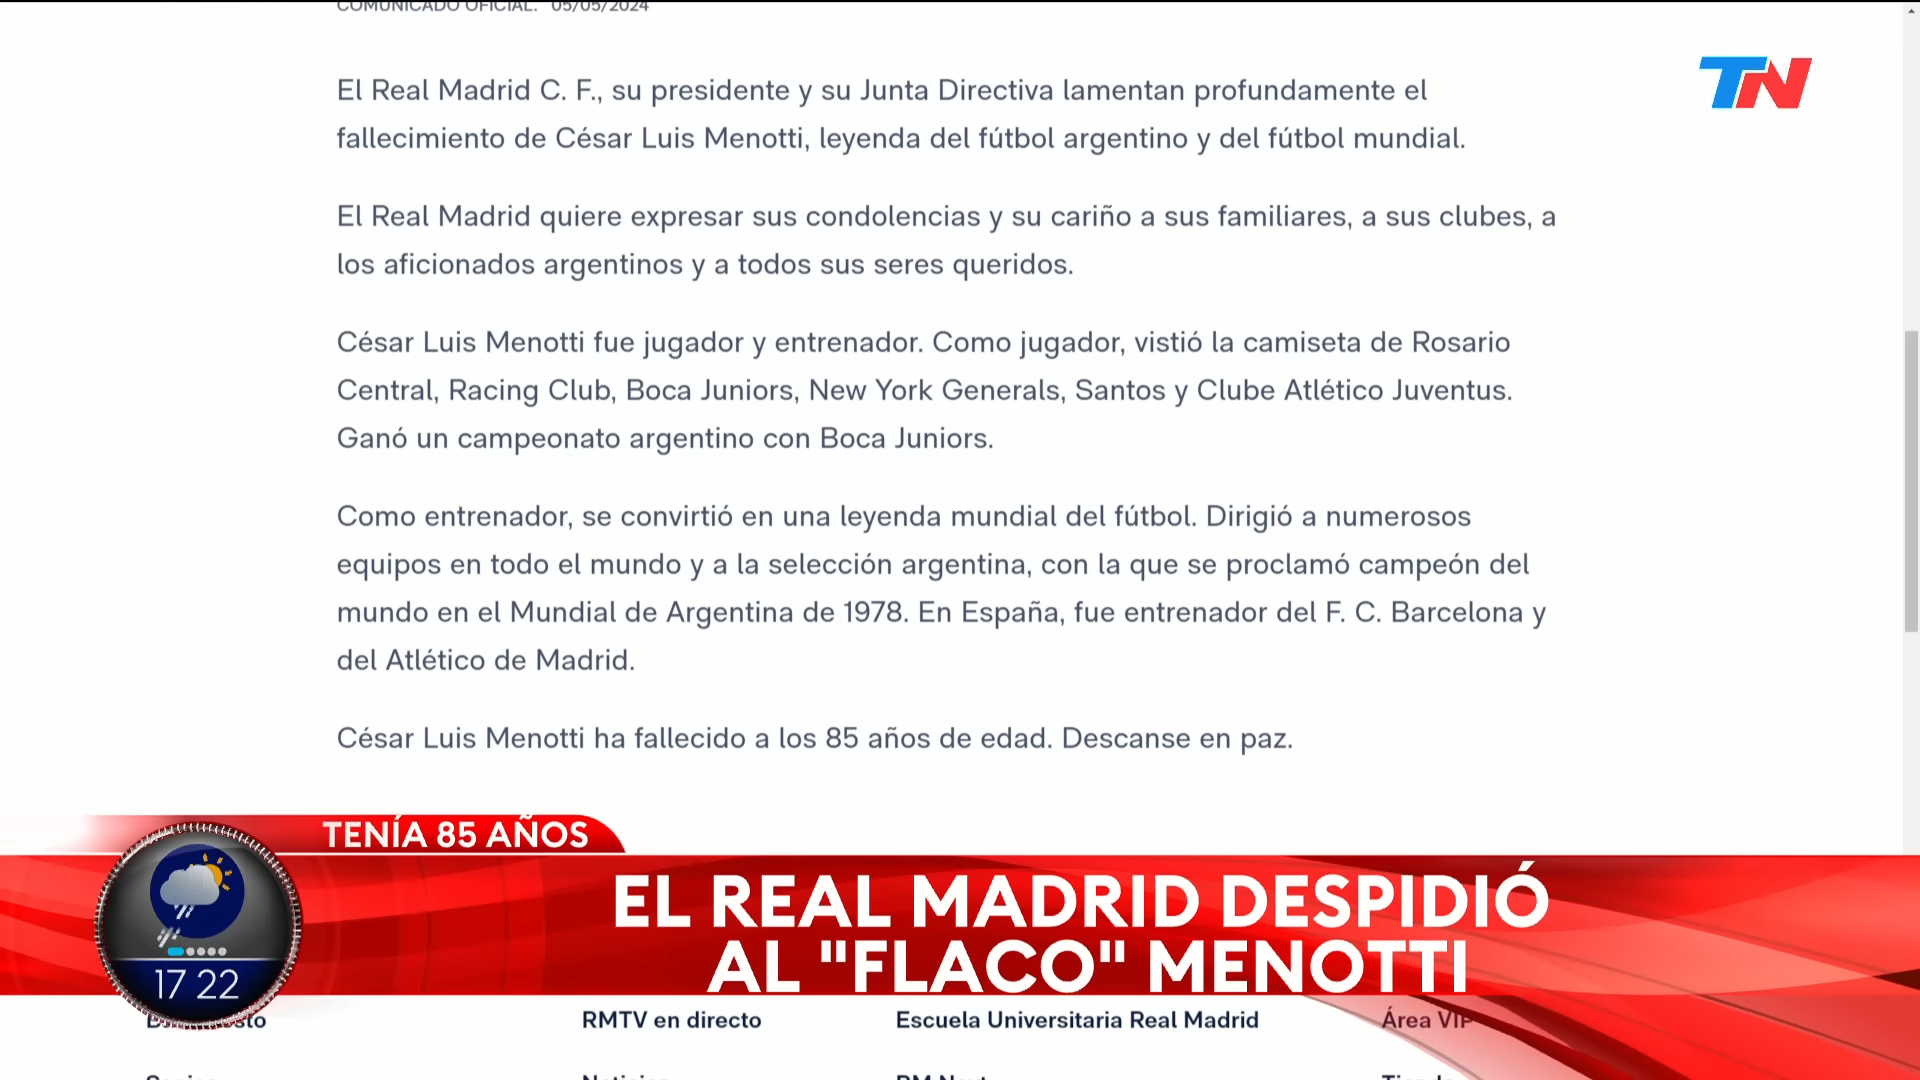 COMUNICADO OFICIAL. 05/05/2024
TN
El Real Madrid C. F., su presidente y su Junta Directiva lamentan profundamente el
fallecimiento de César Luis Menotti, leyenda del fútbol argentino y del fútbol mundial.
El Real Madrid quiere expresar sus condolencias y su cariño a sus familiares, a sus clubes, a
los aficionados argentinos y a todos sus seres queridos.
César Luis Menotti fue jugador y entrenador. Como jugador, vistió la camiseta de Rosario
Central, Racing Club, Boca Juniors, New York Generals, Santos y Clube Atlético Juventus.
Ganó un campeonato argentino con Boca Juniors.
Como entrenador, se convirtió en una leyenda mundial del fútbol. Dirigió a numerosos
equipos en todo el mundo y a la selección argentina, con la que se proclamó campeón del
mundo en el Mundial de Argentina de 1978. En España, fue entrenador del F. C. Barcelona y
del Atlético de Madrid.
César Luis Menotti ha fallecido a los 85 años de edad. Descanse en paz.
TENÍA 85 AÑOS
EL REAL MADRID DESPIDIÓ
AL "FLACO" MENOTTI
17 22
RMTV en directo
Escuela Universitaria Real Madrid
Área VIP